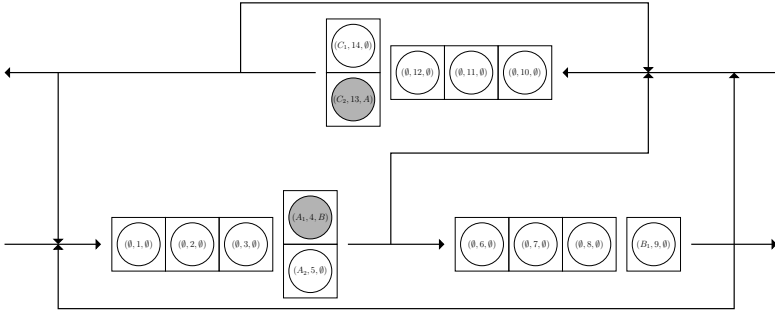 (C₁, 14, ∅)
(∅, 12, ∅) (∅, 11, ∅) (∅, 10, ∅)
(C₂, 13, A)
(A₁, 4, B)
(∅, 1, ∅) (∅, 2, ∅) (∅, 3, ∅) (∅, 6, ∅) (∅, 7, ∅) (∅, 8, ∅) (B₁, 9, ∅)
(A₂, 5, ∅)